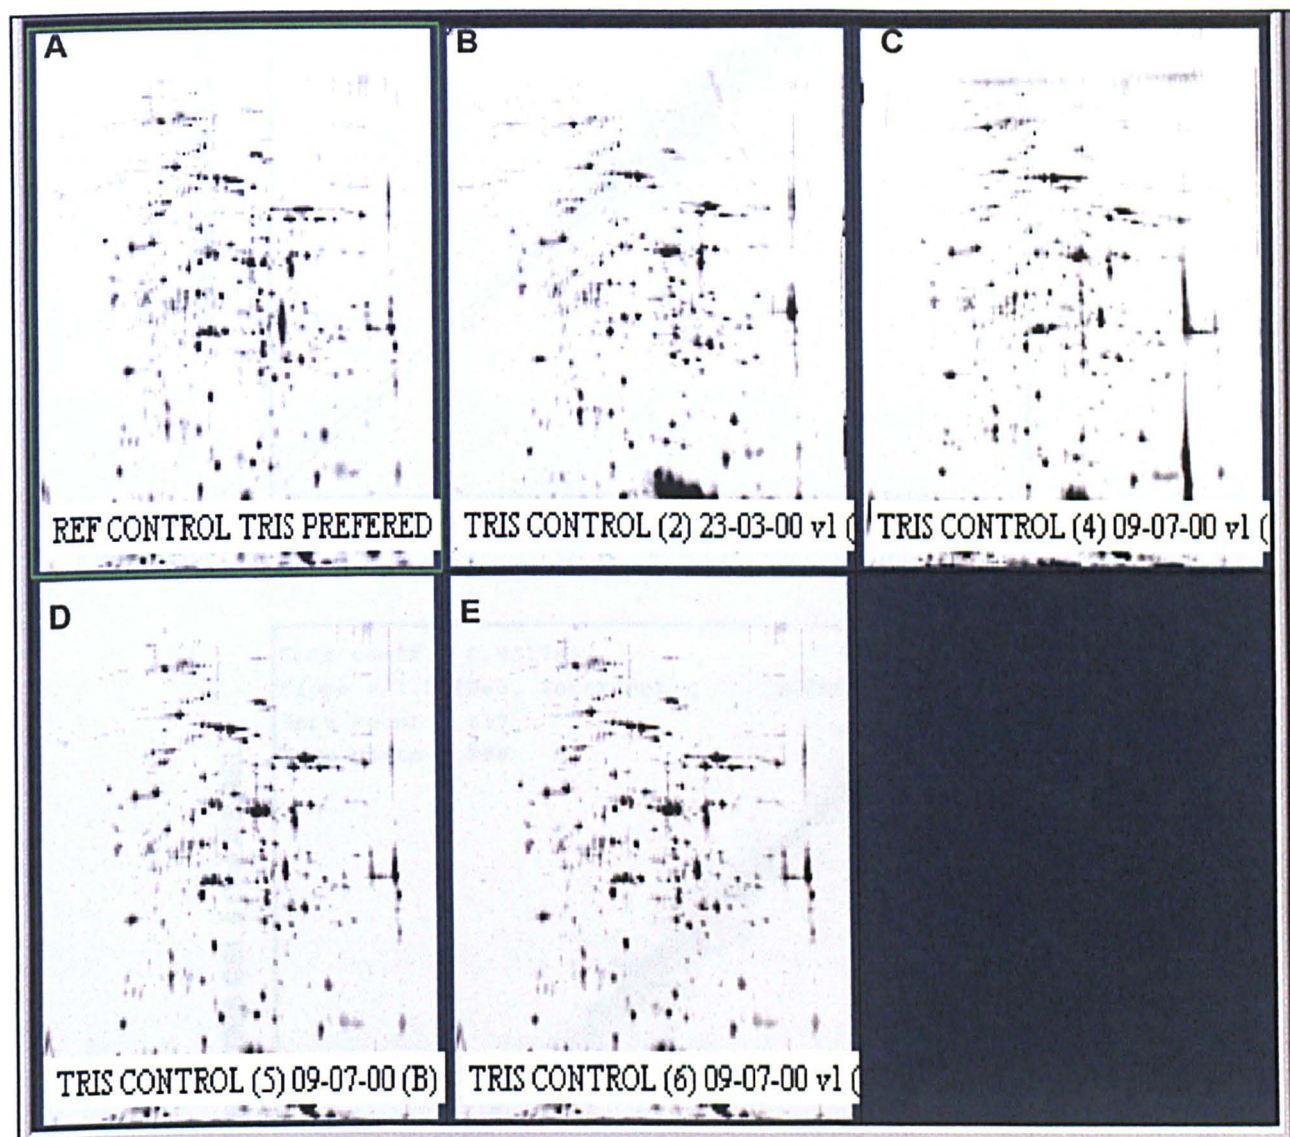 A
B
C
REF CONTROL TRIS PREFERED
TRIS CONTROL (2) 23-03-00 v1 (
TRIS CONTROL (4) 09-07-00 v1 (
D
E
TRIS CONTROL (5) 09-07-00 (B)
TRIS CONTROL (6) 09-07-00 v1 (